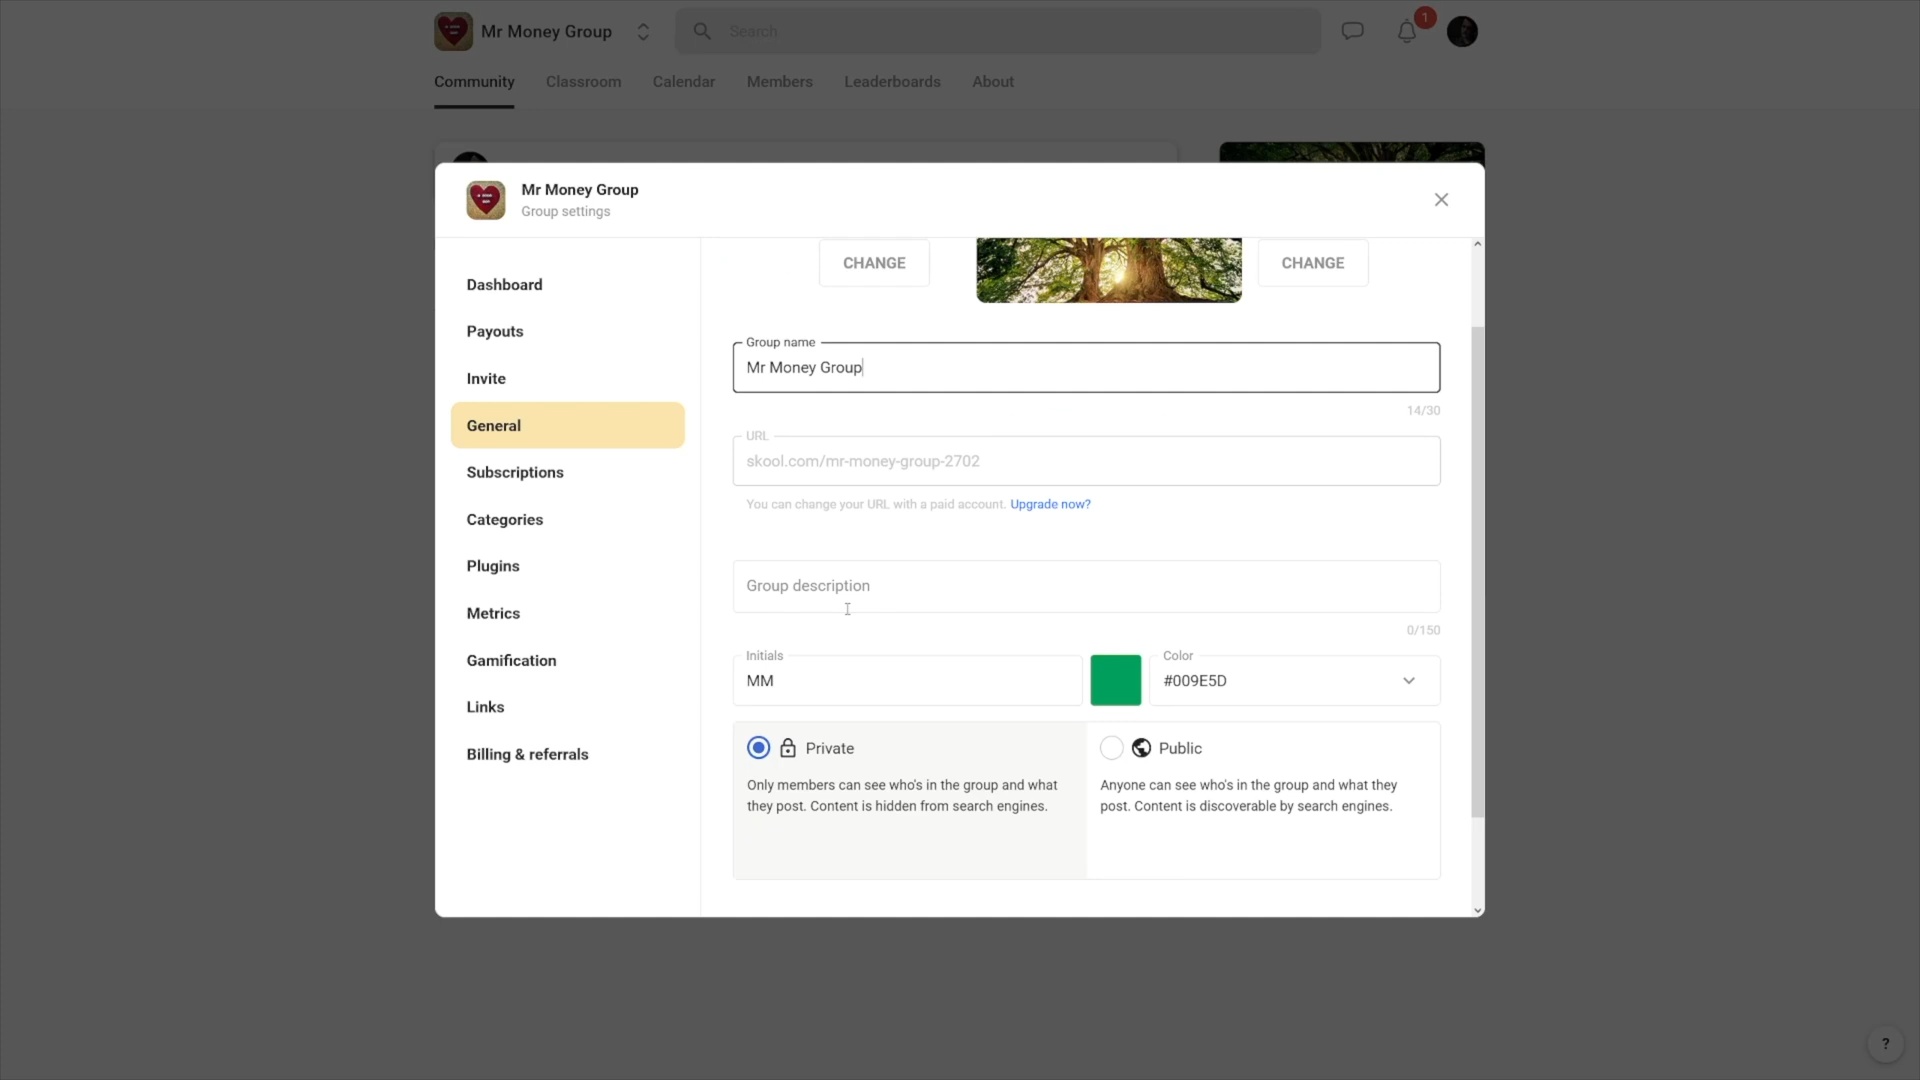 Mr Money Group
Search
1
Community Classroom Calendar Members Leaderboards About
Mr Money Group
Group settings
CHANGE CHANGE
Dashboard
Payouts
Invite
General
Subscriptions
Categories
Plugins
Metrics
Gamification
Links
Billing & referrals
Group name
Mr Money Group
14/30
URL
skool.com/mr-money-group-2702
You can change your URL with a paid account. Upgrade now?
Group description
0/150
Initials
MM
Color
#009E5D
Private
Only members can see who's in the group and what
they post. Content is hidden from search engines.
Public
Anyone can see who's in the group and what they
post. Content is discoverable by search engines.
?